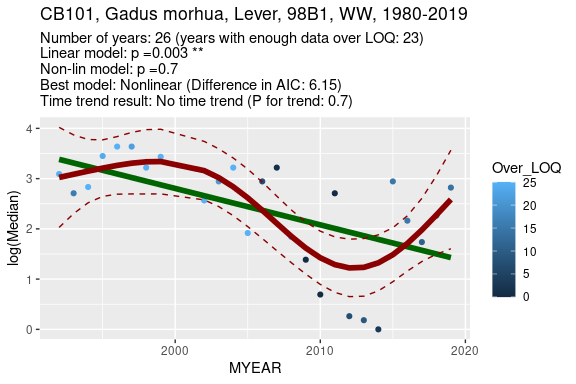 CB101, Gadus morhua, Lever, 98B1, WW, 1980-2019
Number of years: 26 (years with enough data over LOQ: 23)
Linear model: p =0.003 **
Non-lin model: p =0.7
Best model: Nonlinear (Difference in AIC: 6.15)
Time trend result: No time trend (P for trend: 0.7)
4
3
2
1
0
log(Median)
2000
2010
2020
MYEAR
Over_LOQ
25
20
15
10
5
0